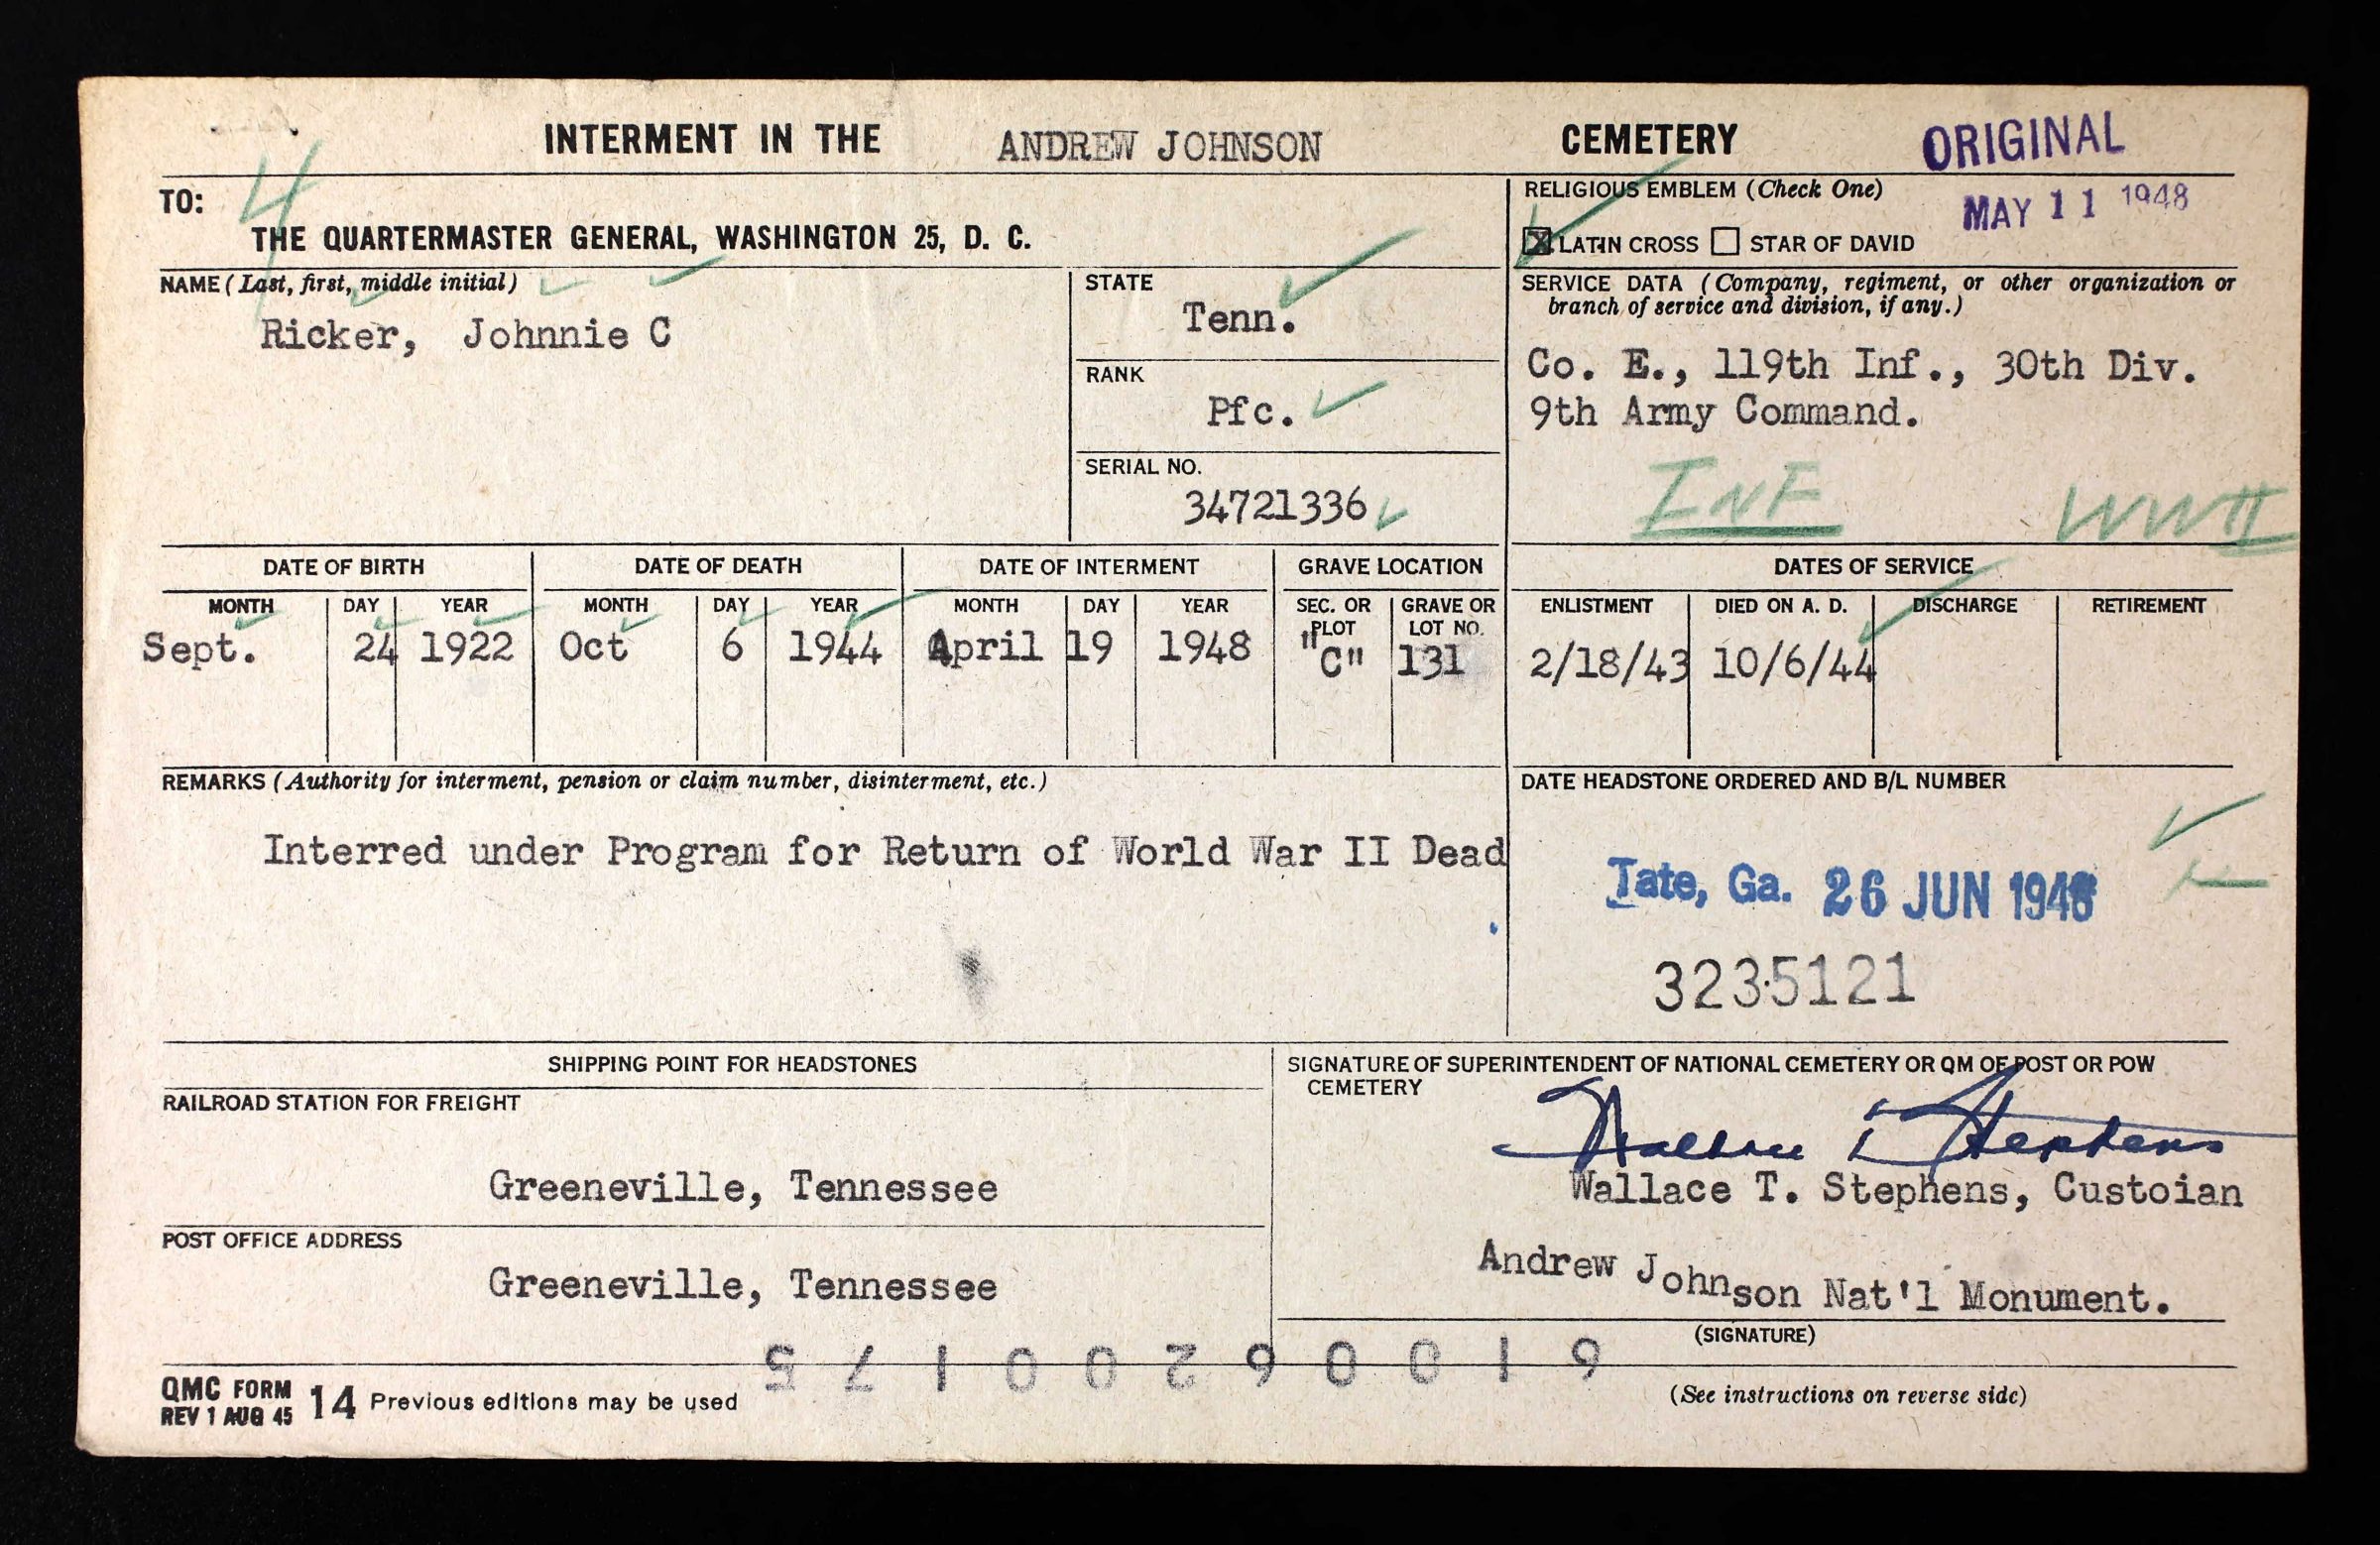 INTERMENT IN THE ANDREW JOHNSON CEMETERY
ORIGINAL
MAY 11 1948
4
TO:
THE QUARTERMASTER GENERAL, WASHINGTON 25, D. C.
RELIGIOUS EMBLEM (Check One)
X LATIN CROSS STAR OF DAVID
NAME (Last, first, middle initial)
Ricker, Johnnie C
STATE
Tenn.
RANK
Pfc.
SERIAL NO.
34721336
SERVICE DATA (Company, regiment, or other organization or
branch of service and division, if any.)
Co. E., 119th Inf., 30th Div.
9th Army Command.
INF WWII
DATE OF BIRTH DATE OF DEATH DATE OF INTERMENT GRAVE LOCATION DATES OF SERVICE
MONTH DAY YEAR MONTH DAY YEAR MONTH DAY YEAR SEC. OR PLOT GRAVE OR LOT NO. ENLISTMENT DIED ON A. D. DISCHARGE RETIREMENT
Sept. 24 1922 Oct 6 1944 April 19 1948 "C" 131 2/18/43 10/6/44
REMARKS (Authority for interment, pension or claim number, disinterment, etc.)
Interred under Program for Return of World War II Dead
DATE HEADSTONE ORDERED AND B/L NUMBER
Tate, Ga. 26 JUN 1948
3235121
SHIPPING POINT FOR HEADSTONES
RAILROAD STATION FOR FREIGHT
Greeneville, Tennessee
POST OFFICE ADDRESS
Greeneville, Tennessee
SIGNATURE OF SUPERINTENDENT OF NATIONAL CEMETERY OR QM OF POST OR POW
CEMETERY
Wallace T Stephens
Wallace T. Stephens, Custoian
Andrew Johnson Nat'l Monument.
(SIGNATURE)
61006200175
QMC FORM 14 Previous editions may be used
REV 1 AUG 45
(See instructions on reverse side)